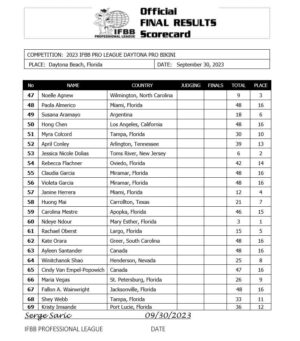 IFBB
PROFESSIONAL LEAGUE
Official
FINAL RESULTS
Scorecard
COMPETITION: 2023 IFBB PRO LEAGUE DAYTONA PRO BIKINI
PLACE: Daytona Beach, Florida DATE: September 30, 2023
No NAME COUNTRY JUDGING FINALS TOTAL PLACE
47 Noelle Agnew Wilmington, North Carolina 9 3
48 Paola Almerico Miami, Florida 48 16
49 Susana Aramayo Argentina 18 6
50 Hong Chen Los Angeles, California 48 16
51 Myra Colcord Tampa, Florida 30 10
52 April Conley Arlington, Tennessee 39 13
53 Jessica Nicole Dolias Toms River, New Jersey 6 2
54 Rebecca Flachner Oviedo, Florida 42 14
55 Claudia Garcia Miramar, Florida 48 16
56 Violeta Garcia Miramar, Florida 48 16
57 Janine Herrera Miami, Florida 12 4
58 Huong Mai Carrollton, Texas 21 7
59 Carolina Mestre Apopka, Florida 46 15
60 Ndeye Ndour Mary Esther, Florida 3 1
61 Rachael Oberst Largo, Florida 15 5
62 Kate Orara Greer, South Carolina 48 16
63 Ayleen Santander Canada 48 16
64 Wonitchanok Shao Henderson, Nevada 25 8
65 Cindy Van Empel-Popowich Canada 47 16
66 Maria Vegas St. Petersburg, Florida 26 9
67 Fallon A. Wainwright Jacksonville, Florida 48 16
68 Shey Webb Tampa, Florida 33 11
69 Kristy Inwande Port Lucie, Florida 36 12
Serge Saric 09/30/2023
IFBB PROFESSIONAL LEAGUE DATE